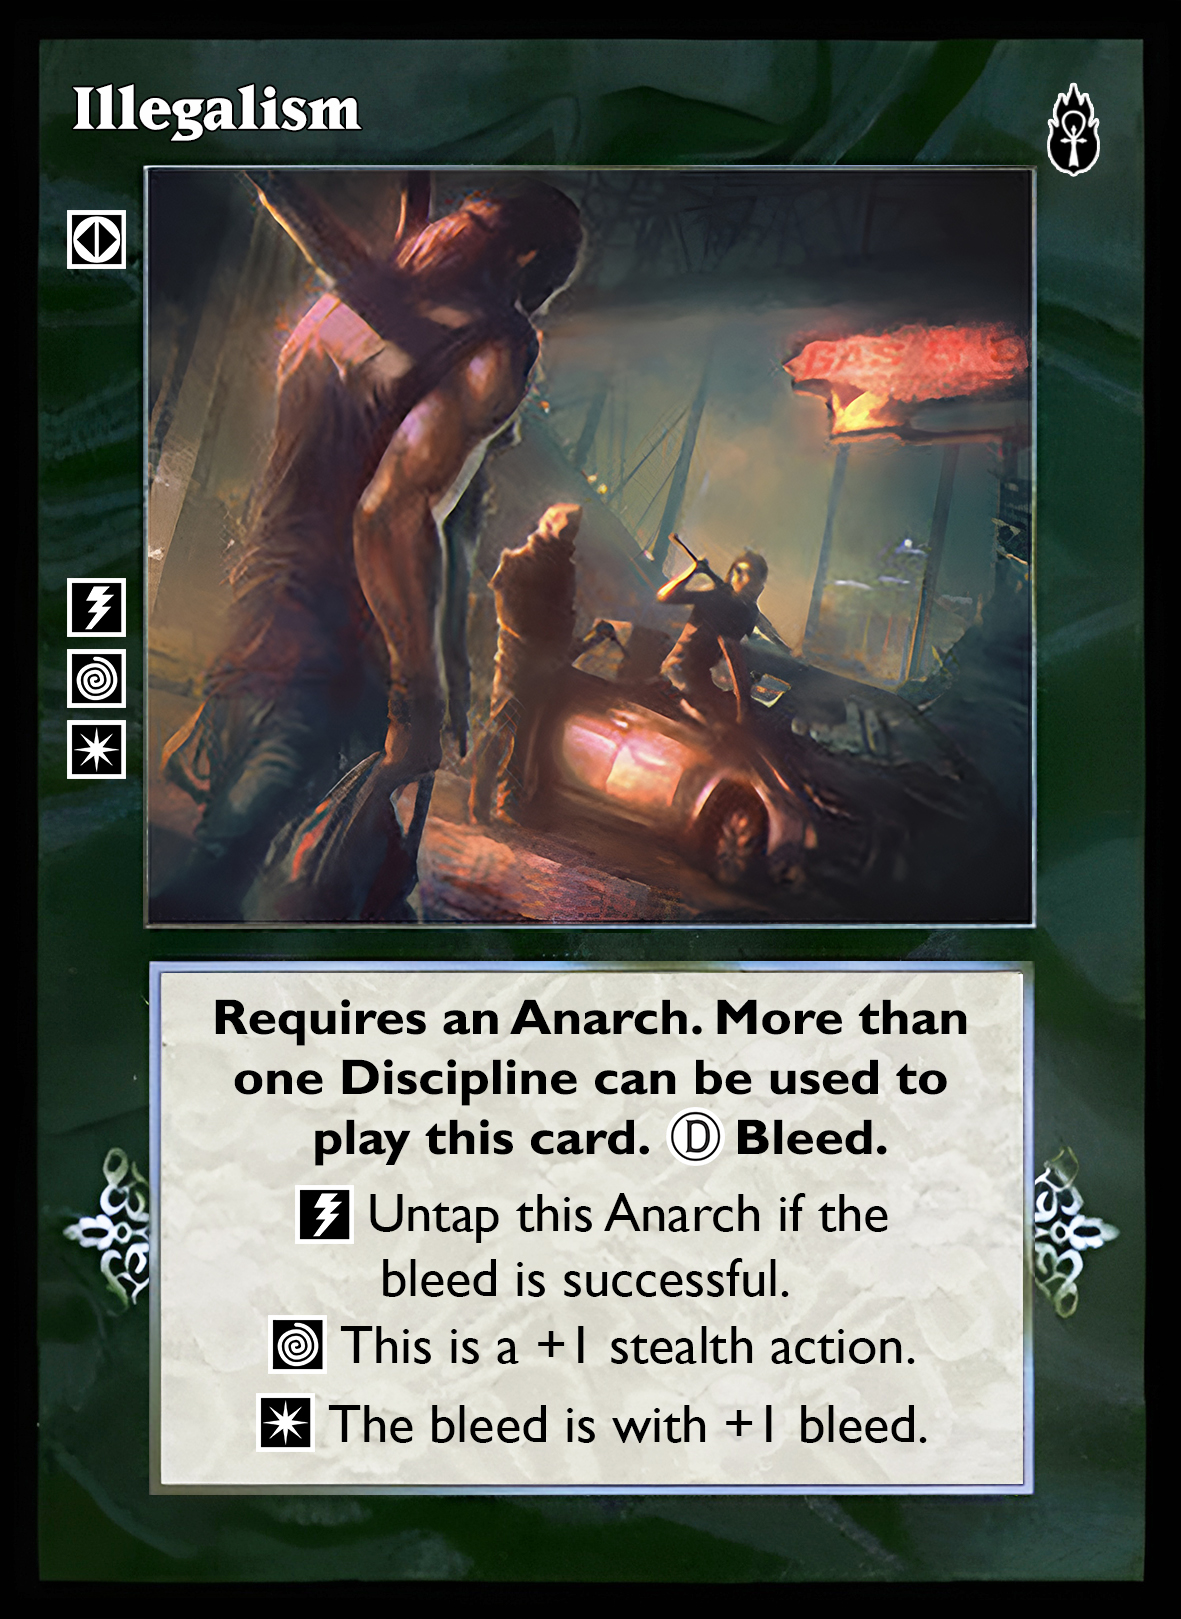 Illegalism
GAS
Requires an Anarch. More than
one Discipline can be used to
play this card. D Bleed.
Untap this Anarch if the
bleed is successful.
This is a +1 stealth action.
The bleed is with +1 bleed.